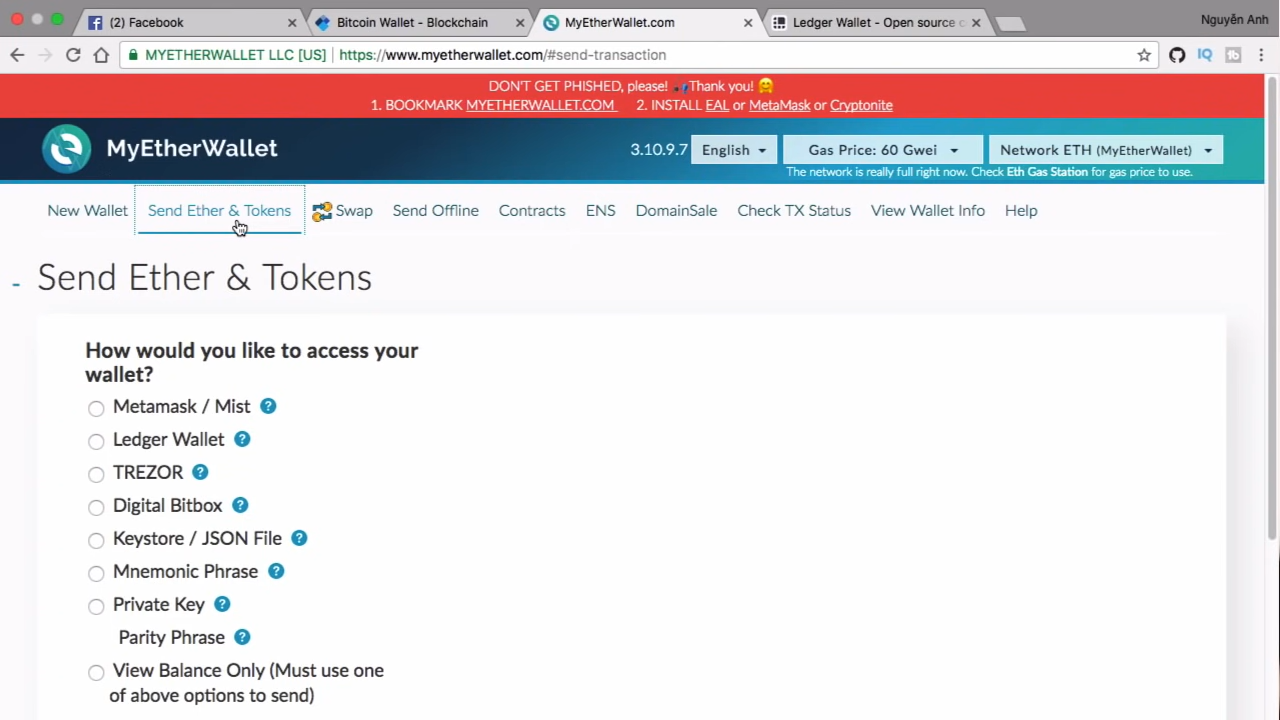 (2) Facebook
Bitcoin Wallet - Blockchain
MyEtherWallet.com
Ledger Wallet - Open source
Nguyễn Anh
MYETHERWALLET LLC [US] https://www.myetherwallet.com/#send-transaction
DON'T GET PHISHED, please! Thank you!
1. BOOKMARK MYETHERWALLET.COM 2. INSTALL EAL or MetaMask or Cryptonite
MyEtherWallet
3.10.9.7 English Gas Price: 60 Gwei Network ETH (MyEtherWallet)
The network is really full right now. Check Eth Gas Station for gas price to use.
New Wallet Send Ether & Tokens Swap Send Offline Contracts ENS DomainSale Check TX Status View Wallet Info Help
- Send Ether & Tokens
How would you like to access your
wallet?
Metamask / Mist ?
Ledger Wallet ?
TREZOR ?
Digital Bitbox ?
Keystore / JSON File ?
Mnemonic Phrase ?
Private Key ?
Parity Phrase ?
View Balance Only (Must use one
of above options to send)